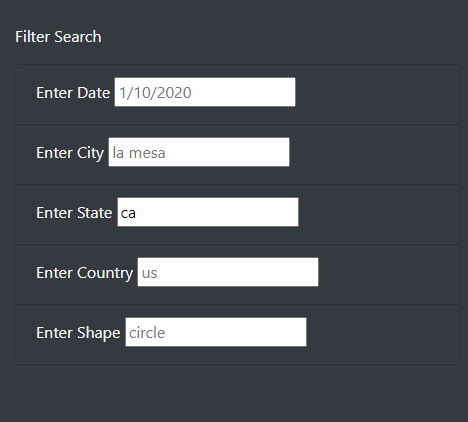 Filter Search
Enter Date 1/10/2020
Enter City la mesa
Enter State ca
Enter Country us
Enter Shape circle